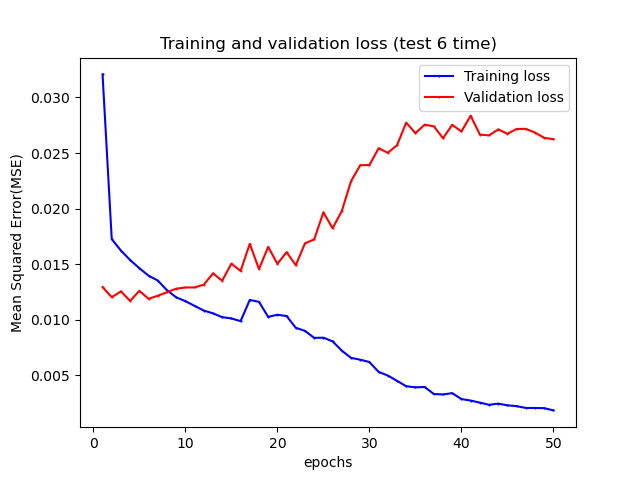 Training and validation loss (test 6 time)
Training loss
Validation loss
Mean Squared Error(MSE)
0.030
0.025
0.020
0.015
0.010
0.005
0 10 20 30 40 50
epochs